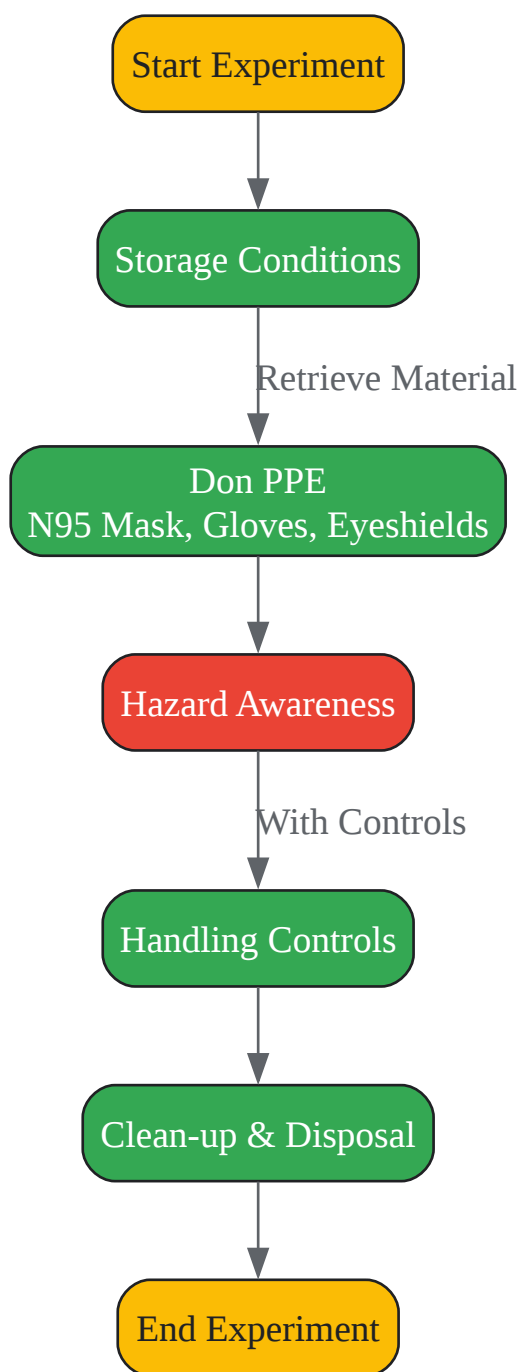 Start Experiment
Storage Conditions
Retrieve Material
Don PPE
N95 Mask, Gloves, Eyeshields
Hazard Awareness
With Controls
Handling Controls
Clean-up & Disposal
End Experiment